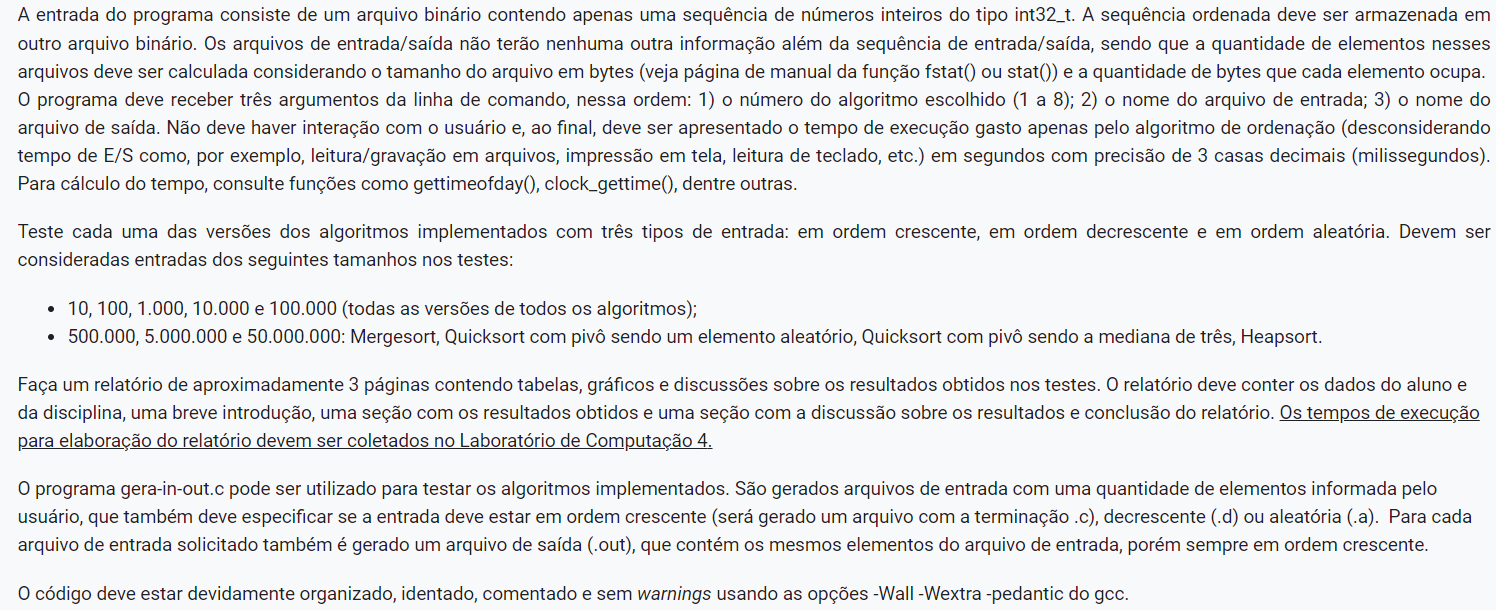 A entrada do programa consiste de um arquivo binário contendo apenas uma sequência de números inteiros do tipo int32_t. A sequência ordenada deve ser armazenada em
outro arquivo binário. Os arquivos de entrada/saída não terão nenhuma outra informação além da sequência de entrada/saída, sendo que a quantidade de elementos nesses
arquivos deve ser calculada considerando o tamanho do arquivo em bytes (veja página de manual da função fstat() ou stat()) e a quantidade de bytes que cada elemento ocupa.
O programa deve receber três argumentos da linha de comando, nessa ordem: 1) o número do algoritmo escolhido (1 a 8); 2) o nome do arquivo de entrada; 3) o nome do
arquivo de saída. Não deve haver interação com o usuário e, ao final, deve ser apresentado o tempo de execução gasto apenas pelo algoritmo de ordenação (desconsiderando
tempo de E/S como, por exemplo, leitura/gravação em arquivos, impressão em tela, leitura de teclado, etc.) em segundos com precisão de 3 casas decimais (milissegundos).
Para cálculo do tempo, consulte funções como gettimeofday(), clock_gettime(), dentre outras.
Teste cada uma das versões dos algoritmos implementados com três tipos de entrada: em ordem crescente, em ordem decrescente e em ordem aleatória. Devem ser
consideradas entradas dos seguintes tamanhos nos testes:
• 10, 100, 1.000, 10.000 e 100.000 (todas as versões de todos os algoritmos);
• 500.000, 5.000.000 e 50.000.000: Mergesort, Quicksort com pivô sendo um elemento aleatório, Quicksort com pivô sendo a mediana de três, Heapsort.
Faça um relatório de aproximadamente 3 páginas contendo tabelas, gráficos e discussões sobre os resultados obtidos nos testes. O relatório deve conter os dados do aluno e
da disciplina, uma breve introdução, uma seção com os resultados obtidos e uma seção com a discussão sobre os resultados e conclusão do relatório. Os tempos de execução
para elaboração do relatório devem ser coletados no Laboratório de Computação 4.
O programa gera-in-out.c pode ser utilizado para testar os algoritmos implementados. São gerados arquivos de entrada com uma quantidade de elementos informada pelo
usuário, que também deve especificar se a entrada deve estar em ordem crescente (será gerado um arquivo com a terminação .c), decrescente (.d) ou aleatória (.a). Para cada
arquivo de entrada solicitado também é gerado um arquivo de saída (.out), que contém os mesmos elementos do arquivo de entrada, porém sempre em ordem crescente.
O código deve estar devidamente organizado, identado, comentado e sem warnings usando as opções -Wall -Wextra -pedantic do gcc.